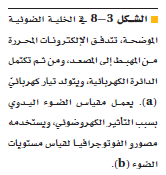 ■ الشكل 3–8 في الخلية الضوئية
الموضحة، تتدفق الإلكترونات المحررة
من المهبط إلى المصعد، ومن ثم تكتمل
الدائرة الكهربائية، ويتولد تيار كهربائيّ
(a). يعمل مقياس الضوء اليدوي
بسبب التأثير الكهروضوئي، ويستخدمه
مصورو الفوتوجرافيا لقياس مستويات
الضوء (b).